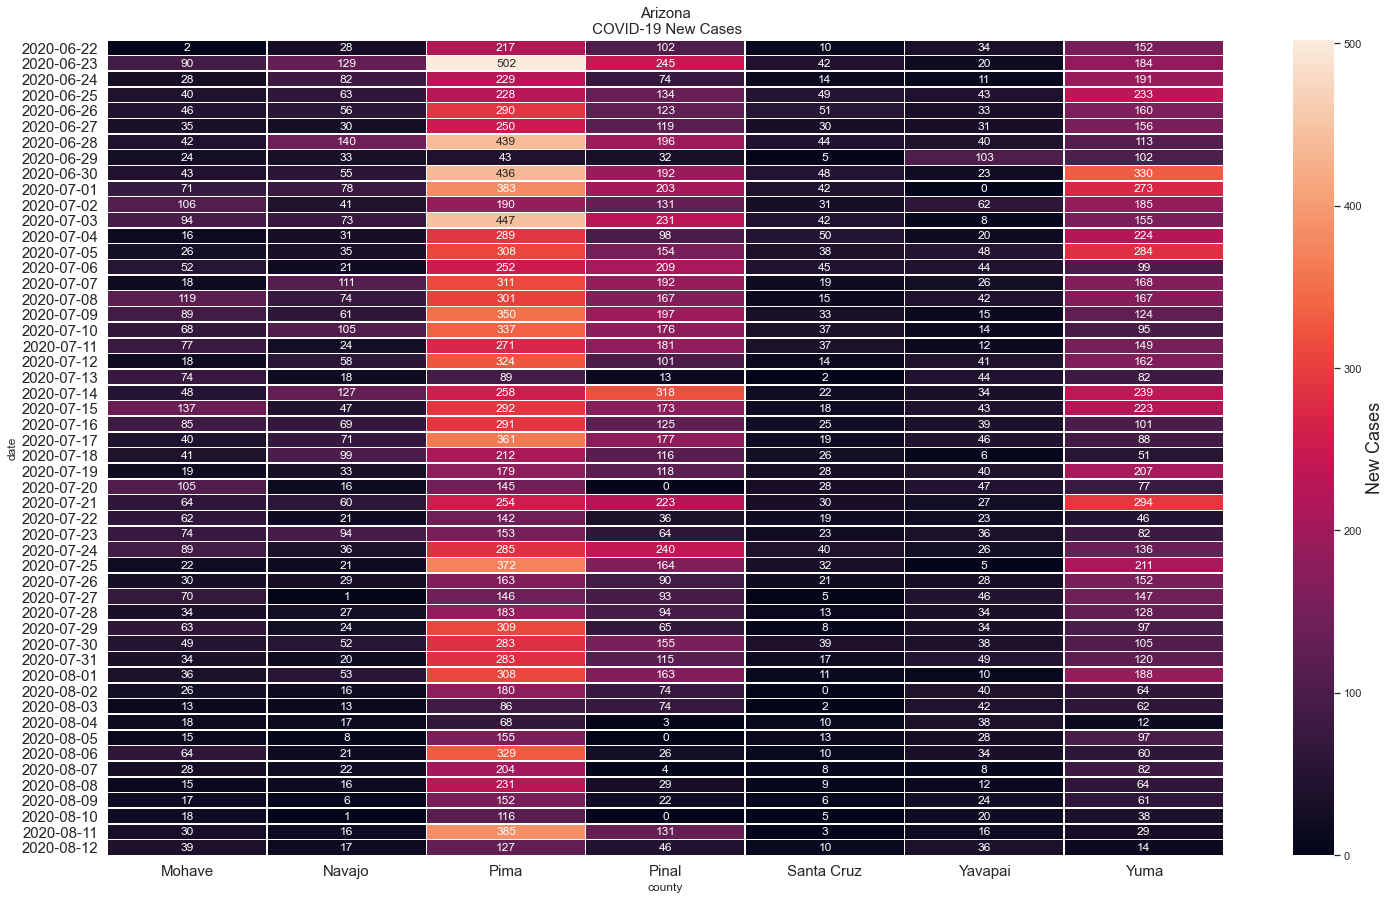 Arizona
COVID-19 New Cases
2020-06-22 2 28 217 102 10 34 152
2020-06-23 90 129 502 245 42 20 184
2020-06-24 28 82 229 74 14 11 191
2020-06-25 40 63 228 134 49 43 233
2020-06-26 46 56 290 123 51 33 160
2020-06-27 35 30 250 119 30 31 156
2020-06-28 42 140 439 196 44 40 113
2020-06-29 24 33 43 32 5 103 102
2020-06-30 43 55 436 192 48 23 330
2020-07-01 71 78 383 203 42 0 273
2020-07-02 106 41 190 131 31 62 185
2020-07-03 94 73 447 231 42 8 155
2020-07-04 16 31 289 98 50 20 224
2020-07-05 26 35 308 154 38 48 284
2020-07-06 52 21 252 209 45 44 99
2020-07-07 18 111 311 192 19 26 168
2020-07-08 119 74 301 167 15 42 167
2020-07-09 89 61 350 197 33 15 124
2020-07-10 68 105 337 176 37 14 95
2020-07-11 77 24 271 181 37 12 149
2020-07-12 18 58 324 101 14 41 162
2020-07-13 74 18 89 13 2 44 82
2020-07-14 48 127 258 318 22 34 239
2020-07-15 137 47 292 173 18 43 223
2020-07-16 85 69 291 125 25 39 101
2020-07-17 40 71 361 177 19 46 88
2020-07-18 41 99 212 116 26 6 51
2020-07-19 19 33 179 118 28 40 207
2020-07-20 105 16 145 0 28 47 77
2020-07-21 64 60 254 223 30 27 294
2020-07-22 62 21 142 36 19 23 46
2020-07-23 74 94 153 64 23 36 82
2020-07-24 89 36 285 240 40 26 136
2020-07-25 22 21 372 164 32 5 211
2020-07-26 30 29 163 90 21 28 152
2020-07-27 70 1 146 93 5 46 147
2020-07-28 34 27 183 94 13 34 128
2020-07-29 63 24 309 65 8 34 97
2020-07-30 49 52 283 155 39 38 105
2020-07-31 34 20 283 115 17 49 120
2020-08-01 36 53 308 163 11 10 188
2020-08-02 26 16 180 74 0 40 64
2020-08-03 13 13 86 74 2 42 62
2020-08-04 18 17 68 3 10 38 12
2020-08-05 15 8 155 0 13 28 97
2020-08-06 64 21 329 26 10 34 60
2020-08-07 28 22 204 4 8 8 82
2020-08-08 15 16 231 29 9 12 64
2020-08-09 17 6 152 22 6 24 61
2020-08-10 18 1 116 0 5 20 38
2020-08-11 30 16 385 131 3 16 29
2020-08-12 39 17 127 46 10 36 14
Mohave Navajo Pima Pinal Santa Cruz Yavapai Yuma
county
date
500
400
300
200
100
0
New Cases